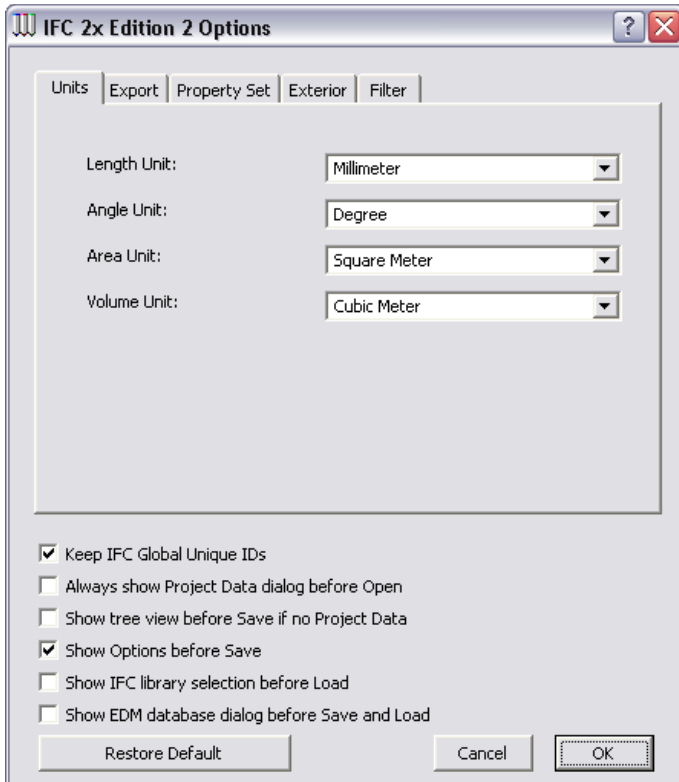 IFC 2x Edition 2 Options
?
Units Export Property Set Exterior Filter
Length Unit: Millimeter
Angle Unit: Degree
Area Unit: Square Meter
Volume Unit: Cubic Meter
Keep IFC Global Unique IDs
Always show Project Data dialog before Open
Show tree view before Save if no Project Data
Show Options before Save
Show IFC library selection before Load
Show EDM database dialog before Save and Load
Restore Default Cancel OK